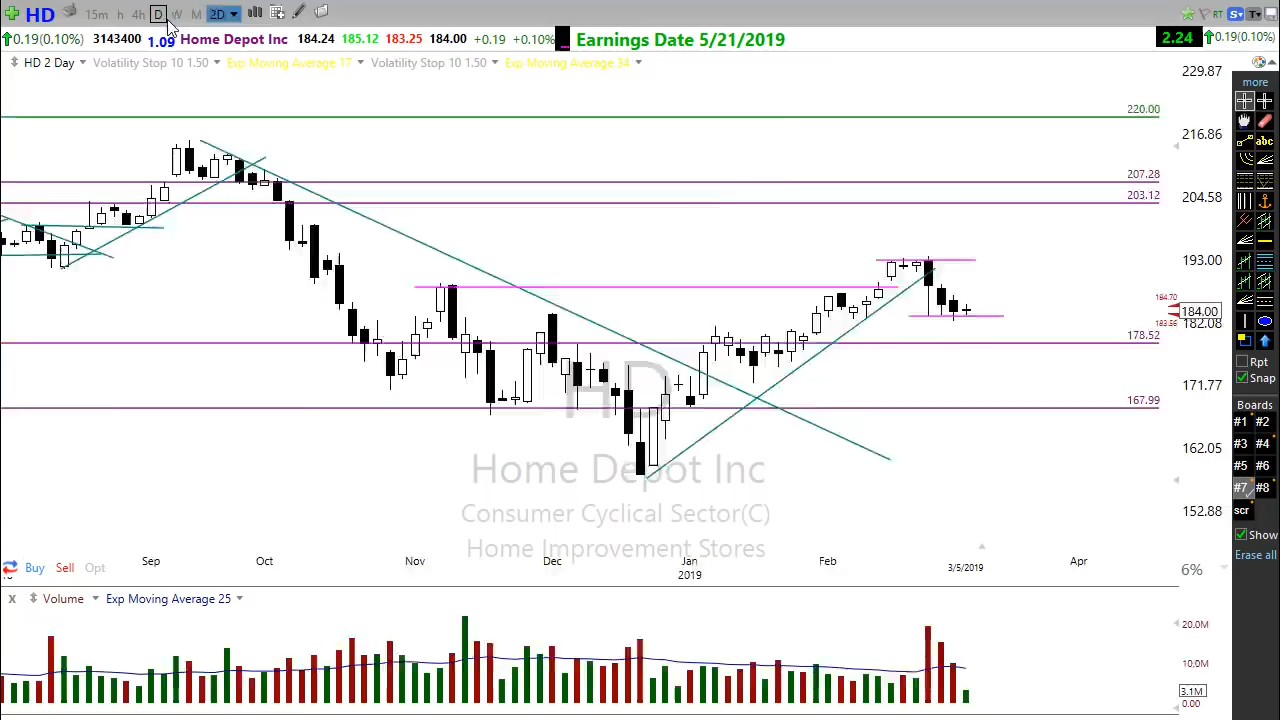 HD 15m h 4h D W M 2D RT S T
0.19(0.10%) 3143400 1.09 Home Depot Inc 184.24 185.12 183.25 184.00 +0.19 +0.10% Earnings Date 5/21/2019 2.24 0.19(0.10%)
HD 2 Day Volatility Stop 10 1.50 Exp Moving Average 17 Volatility Stop 10 1.50 Exp Moving Average 34
229.87
more
220.00
216.86
abc
207.28
204.58
203.12
193.00
184.70
184.00
183.56
182.08
178.52
171.77
167.99
162.05
152.88
HD
Home Depot Inc
Consumer Cyclical Sector(C)
Home Improvement Stores
Rpt
Snap
Boards
#1 #2
#3 #4
#5 #6
#7 #8
scr
Show
Erase all
Sep Oct Nov Dec Jan Feb Apr
2019 3/5/2019
Buy Sell Opt 6%
X Volume Exp Moving Average 25
20.0M
10.0M
3.1M
0.00